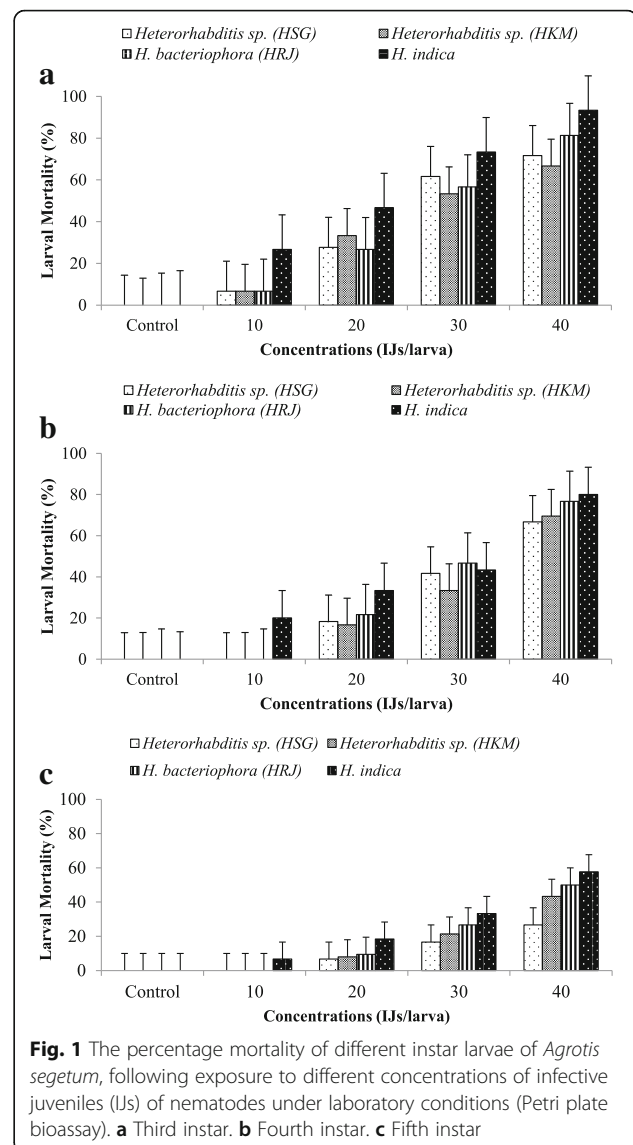 Heterorhabditis sp. (HSG) Heterorhabditis sp. (HKM)
H. bacteriophora (HRJ) H. indica
a
Larval Mortality (%)
100
80
60
40
20
0
Control 10 20 30 40
Concentrations (IJs/larva)
Heterorhabditis sp. (HSG) Heterorhabditis sp. (HKM)
H. bacteriophora (HRJ) H. indica
b
Larval Mortality (%)
100
80
60
40
20
0
Control 10 20 30 40
Concentrations (IJs/larva)
Heterorhabditis sp. (HSG) Heterorhabditis sp. (HKM)
H. bacteriophora (HRJ) H. indica
c
Larval Mortality (%)
100
80
60
40
20
0
Control 10 20 30 40
Concentrations (IJs/larva)
Fig. 1 The percentage mortality of different instar larvae of Agrotis
segetum, following exposure to different concentrations of infective
juveniles (IJs) of nematodes under laboratory conditions (Petri plate
bioassay). a Third instar. b Fourth instar. c Fifth instar